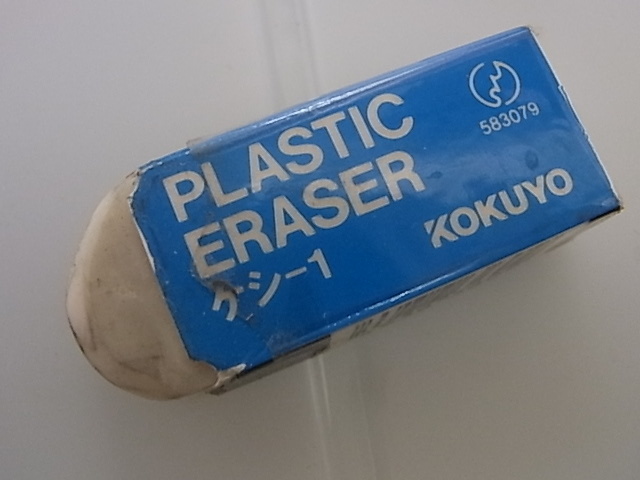 PLASTIC
ERASER
ケシ-1
583079
KOKUYO